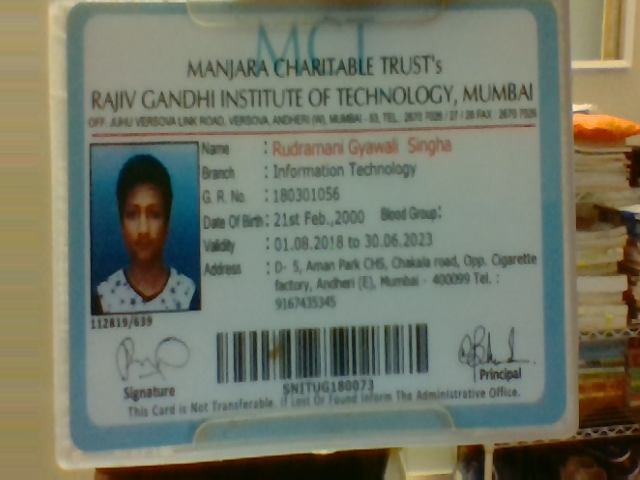 MCT
MANJARA CHARITABLE TRUST's
RAJIV GANDHI INSTITUTE OF TECHNOLOGY, MUMBAI
OFF. JUHU VERSOVA LINK ROAD, VERSOVA, ANDHERI (W), MUMBAI - 53, TEL. 2670 7026 / 27 / 28 FAX 2670 7026
Name : Rudramani Gyawali Singha
Branch : Information Technology
G. R. No. : 180301056
Date Of Birth : 21st Feb.,2000 Blood Group:
Validity : 01.08.2018 to 30.06.2023
Address : D- 5, Aman Park CHS, Chakala road, Opp. Cigarette
factory, Andheri (E), Mumbai - 400099 Tel. :
9167435345
112819/639
Signature
SNITUG180073
Principal
This Card is Not Transferable. If Lost Or Found Inform The Administrative Office.